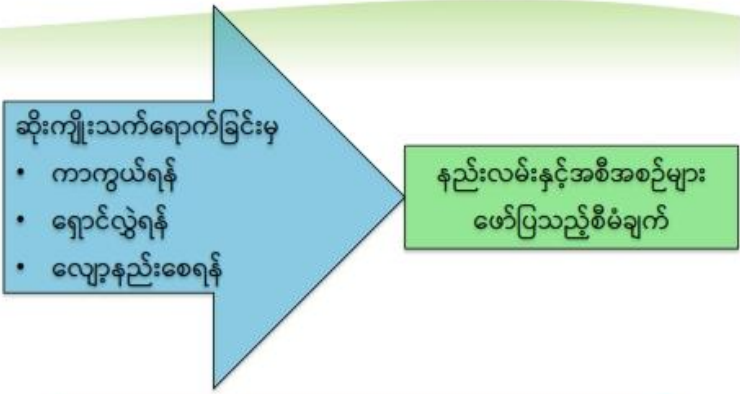 ဆိုးကျိုးသက်ရောက်ခြင်းမှ
• ကာကွယ်ရန်
• ရှောင်လွှဲရန်
• လျော့နည်းစေရန်
နည်းလမ်းနှင့်အစီအစဉ်များ
ဖော်ပြသည့်စီမံချက်